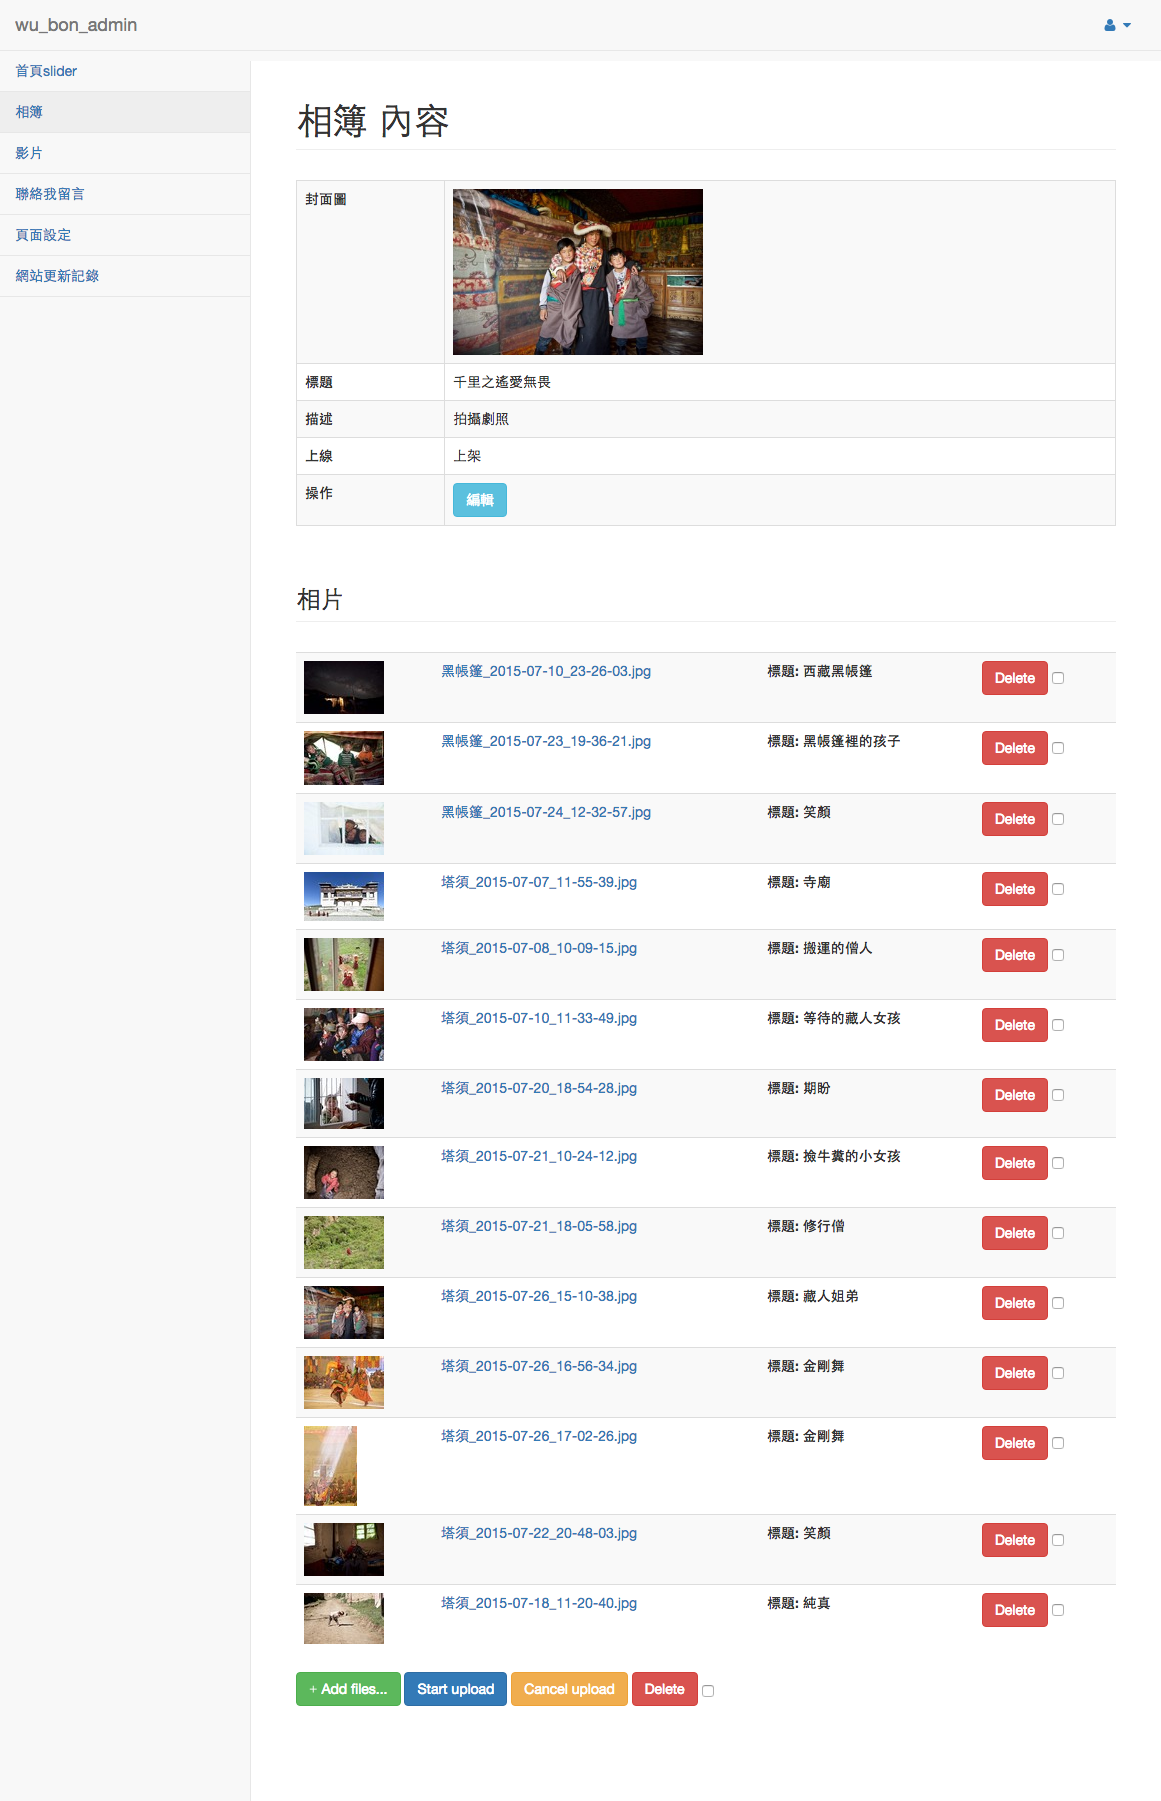 wu_bon_admin
首頁slider
相簿
影片
聯絡我留言
頁面設定
網站更新記錄
相簿 內容
封面圖
標題 千里之遙愛無畏
描述 拍攝劇照
上線 上架
操作 編輯
相片
黑帳篷_2015-07-10_23-26-03.jpg 標題: 西藏黑帳篷 Delete
黑帳篷_2015-07-23_19-36-21.jpg 標題: 黑帳篷裡的孩子 Delete
黑帳篷_2015-07-24_12-32-57.jpg 標題: 笑顏 Delete
塔須_2015-07-07_11-55-39.jpg 標題: 寺廟 Delete
塔須_2015-07-08_10-09-15.jpg 標題: 搬運的僧人 Delete
塔須_2015-07-10_11-33-49.jpg 標題: 等待的藏人女孩 Delete
塔須_2015-07-20_18-54-28.jpg 標題: 期盼 Delete
塔須_2015-07-21_10-24-12.jpg 標題: 撿牛糞的小女孩 Delete
塔須_2015-07-21_18-05-58.jpg 標題: 修行僧 Delete
塔須_2015-07-26_15-10-38.jpg 標題: 藏人姐弟 Delete
塔須_2015-07-26_16-56-34.jpg 標題: 金剛舞 Delete
塔須_2015-07-26_17-02-26.jpg 標題: 金剛舞 Delete
塔須_2015-07-22_20-48-03.jpg 標題: 笑顏 Delete
塔須_2015-07-18_11-20-40.jpg 標題: 純真 Delete
+ Add files... Start upload Cancel upload Delete